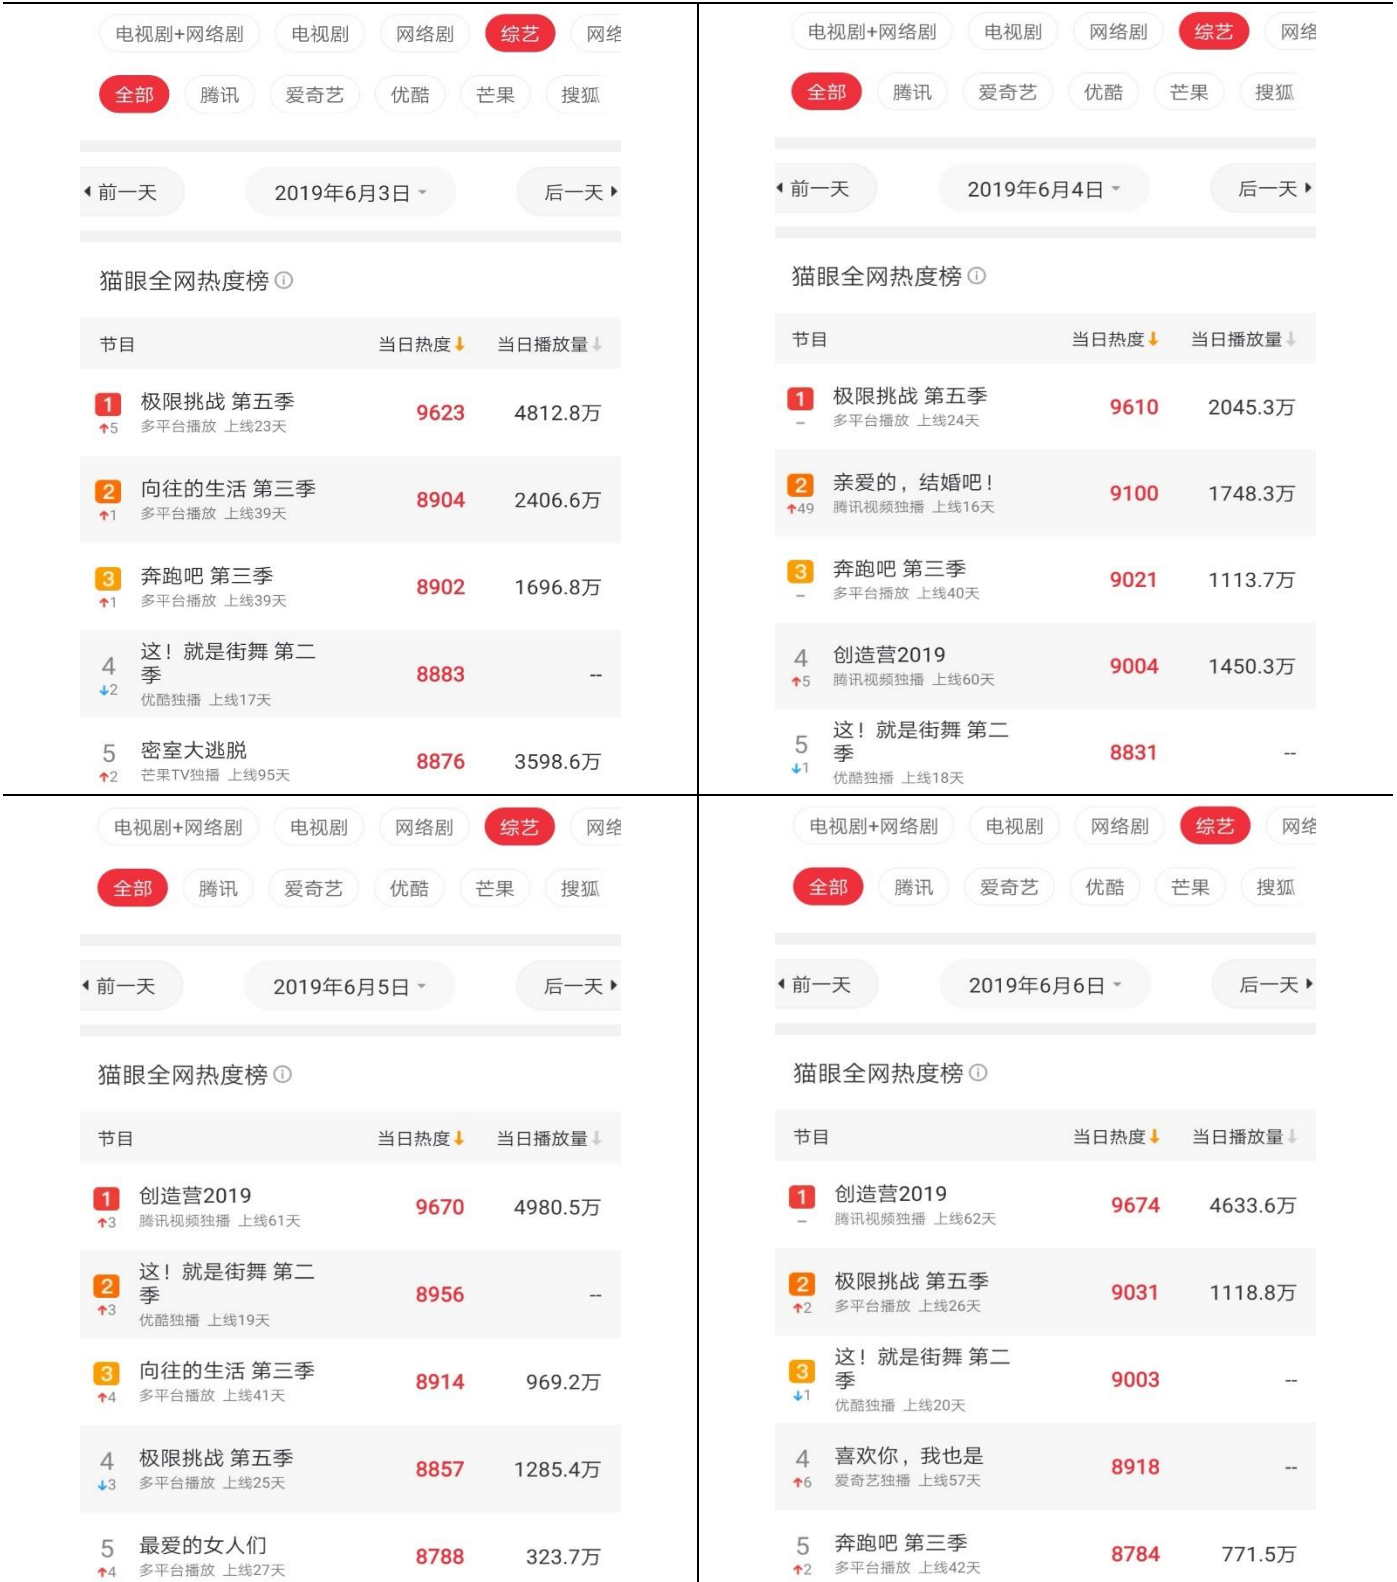 电视剧+网络剧 电视剧 网络剧 综艺 网络
全部 腾讯 爱奇艺 优酷 芒果 搜狐
前一天 2019年6月3日 后一天
猫眼全网热度榜
节目 当日热度 当日播放量
1 极限挑战 第五季 9623 4812.8万
↑5 多平台播放 上线23天
2 向往的生活 第三季 8904 2406.6万
↑1 多平台播放 上线39天
3 奔跑吧 第三季 8902 1696.8万
↑1 多平台播放 上线39天
4 这！就是街舞 第二
季 8883 --
↓2 优酷独播 上线17天
5 密室大逃脱 8876 3598.6万
↑2 芒果TV独播 上线95天
电视剧+网络剧 电视剧 网络剧 综艺 网络
全部 腾讯 爱奇艺 优酷 芒果 搜狐
前一天 2019年6月4日 后一天
猫眼全网热度榜
节目 当日热度 当日播放量
1 极限挑战 第五季 9610 2045.3万
– 多平台播放 上线24天
2 亲爱的，结婚吧！ 9100 1748.3万
↑49 腾讯视频独播 上线16天
3 奔跑吧 第三季 9021 1113.7万
– 多平台播放 上线40天
4 创造营2019 9004 1450.3万
↑5 腾讯视频独播 上线60天
5 这！就是街舞 第二
季 8831 --
↓1 优酷独播 上线18天
电视剧+网络剧 电视剧 网络剧 综艺 网络
全部 腾讯 爱奇艺 优酷 芒果 搜狐
前一天 2019年6月5日 后一天
猫眼全网热度榜
节目 当日热度 当日播放量
1 创造营2019 9670 4980.5万
↑3 腾讯视频独播 上线61天
2 这！就是街舞 第二
季 8956 --
↑3 优酷独播 上线19天
3 向往的生活 第三季 8914 969.2万
↑4 多平台播放 上线41天
4 极限挑战 第五季 8857 1285.4万
↓3 多平台播放 上线25天
5 最爱的女人们 8788 323.7万
↑4 多平台播放 上线27天
电视剧+网络剧 电视剧 网络剧 综艺 网络
全部 腾讯 爱奇艺 优酷 芒果 搜狐
前一天 2019年6月6日 后一天
猫眼全网热度榜
节目 当日热度 当日播放量
1 创造营2019 9674 4633.6万
– 腾讯视频独播 上线62天
2 极限挑战 第五季 9031 1118.8万
↑2 多平台播放 上线26天
3 这！就是街舞 第二
季 9003 --
↓1 优酷独播 上线20天
4 喜欢你，我也是 8918 --
↑6 爱奇艺独播 上线57天
5 奔跑吧 第三季 8784 771.5万
↑2 多平台播放 上线42天